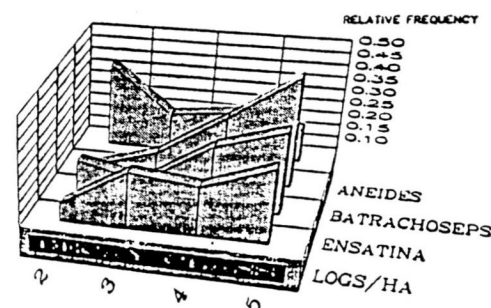 RELATIVE FREQUENCY
0.50
0.45
0.40
0.35
0.30
0.25
0.20
0.15
0.10
ANEIDES
BATRACHOSEPS
ENSATINA
LOGS/HA
2
3
4
5